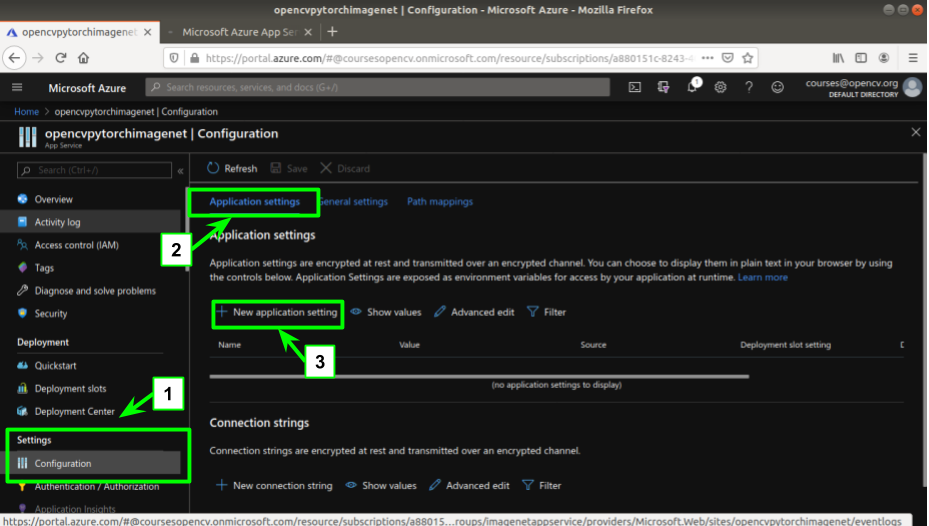 opencvpytorchimagenet | Configuration - Microsoft Azure - Mozilla Firefox
opencvpytorchimagenet
Microsoft Azure App Ser
https://portal.azure.com/#@coursesopencv.onmicrosoft.com/resource/subscriptions/a880151c-8243-4
Microsoft Azure
Search resources, services, and docs (G+/)
1
courses@opencv.org
DEFAULT DIRECTORY
Home > opencvpytorchimagenet | Configuration
opencvpytorchimagenet | Configuration
App Service
Search (Ctrl+/)
Refresh
Save
Discard
Overview
Activity log
Access control (IAM)
Tags
Diagnose and solve problems
Security
Deployment
Quickstart
Deployment slots
Deployment Center
1
Settings
Configuration
Authentication / Authorization
Application Insights
Application settings
General settings
Path mappings
2
Application settings
Application settings are encrypted at rest and transmitted over an encrypted channel. You can choose to display them in plain text in your browser by using
the controls below. Application Settings are exposed as environment variables for access by your application at runtime. Learn more
New application setting
Show values
Advanced edit
Filter
3
Name
Value
Source
Deployment slot setting
(no application settings to display)
Connection strings
Connection strings are encrypted at rest and transmitted over an encrypted channel.
New connection string
Show values
Advanced edit
Filter
https://portal.azure.com/#@coursesopencv.onmicrosoft.com/resource/subscriptions/a88015...roups/imagenetappservice/providers/Microsoft.Web/sites/opencvpytorchimagenet/eventlogs